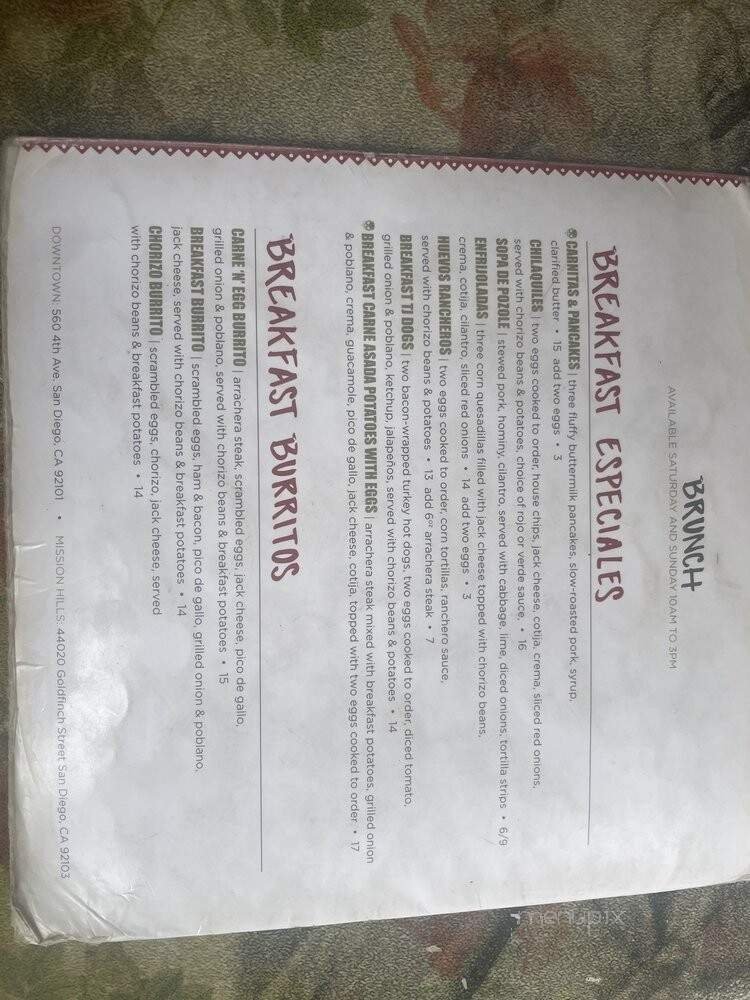 BRUNCH
AVAILABLE SATURDAY AND SUNDAY 10AM TO 3PM
BREAKFAST ESPECIALES
CARNITAS & PANCAKES | three fluffy buttermilk pancakes, slow-roasted pork, syrup,
clarified butter • 15 add two eggs • 3
CHILAQUILES | two eggs cooked to order, house chips, jack cheese, cotija, crema, sliced red onions,
served with chorizo beans & potatoes, choice of rojo or verde sauce, • 16
SOPA DE POZOLE | stewed pork, hominy, cilantro, served with cabbage, lime, diced onions, tortilla strips • 6/9
ENFRIJOLADAS | three corn quesadillas filled with jack cheese topped with chorizo beans,
crema, cotija, cilantro, sliced red onions • 14 add two eggs • 3
HUEVOS RANCHEROS | two eggs cooked to order, corn tortillas, ranchero sauce,
served with chorizo beans & potatoes • 13 add 6oz arrachera steak • 7
BREAKFAST TJ DOGS | two bacon-wrapped turkey hot dogs, two eggs cooked to order, diced tomato,
grilled onion & poblano, ketchup, jalapeños, served with chorizo beans & potatoes • 14
BREAKFAST CARNE ASADA POTATOES WITH EGGS | arrachera steak mixed with breakfast potatoes, grilled onion
& poblano, crema, guacamole, pico de gallo, jack cheese, cotija, topped with two eggs cooked to order • 17
BREAKFAST BURRITOS
CARNE 'N' EGG BURRITO | arrachera steak, scrambled eggs, jack cheese, pico de gallo,
grilled onion & poblano, served with chorizo beans & breakfast potatoes • 15
BREAKFAST BURRITO | scrambled eggs, ham & bacon, pico de gallo, grilled onion & poblano,
jack cheese, served with chorizo beans & breakfast potatoes • 14
CHORIZO BURRITO | scrambled eggs, chorizo, jack cheese, served
with chorizo beans & breakfast potatoes • 14
DOWNTOWN: 560 4th Ave. San Diego, CA 92101 • MISSION HILLS: 44020 Goldfinch Street San Diego, CA 92103
menupix